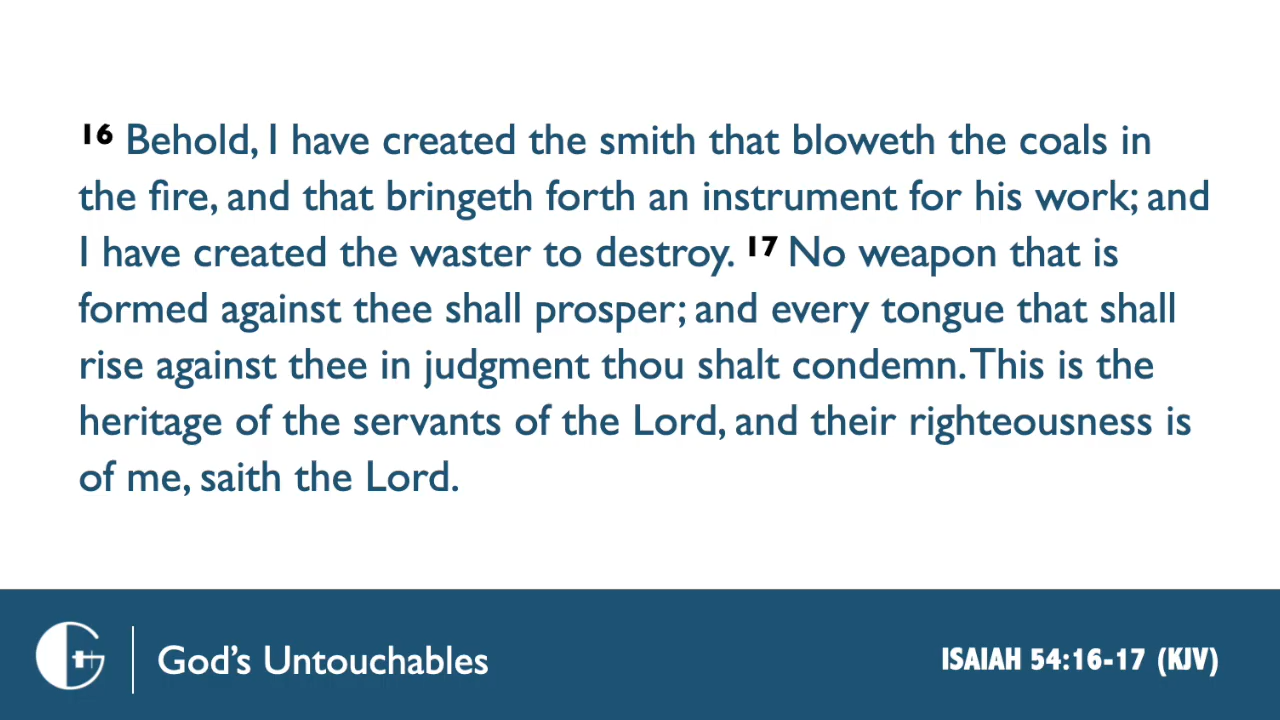 16 Behold, I have created the smith that bloweth the coals in
the fire, and that bringeth forth an instrument for his work; and
I have created the waster to destroy. 17 No weapon that is
formed against thee shall prosper; and every tongue that shall
rise against thee in judgment thou shalt condemn. This is the
heritage of the servants of the Lord, and their righteousness is
of me, saith the Lord.
God’s Untouchables
ISAIAH 54:16-17 (KJV)